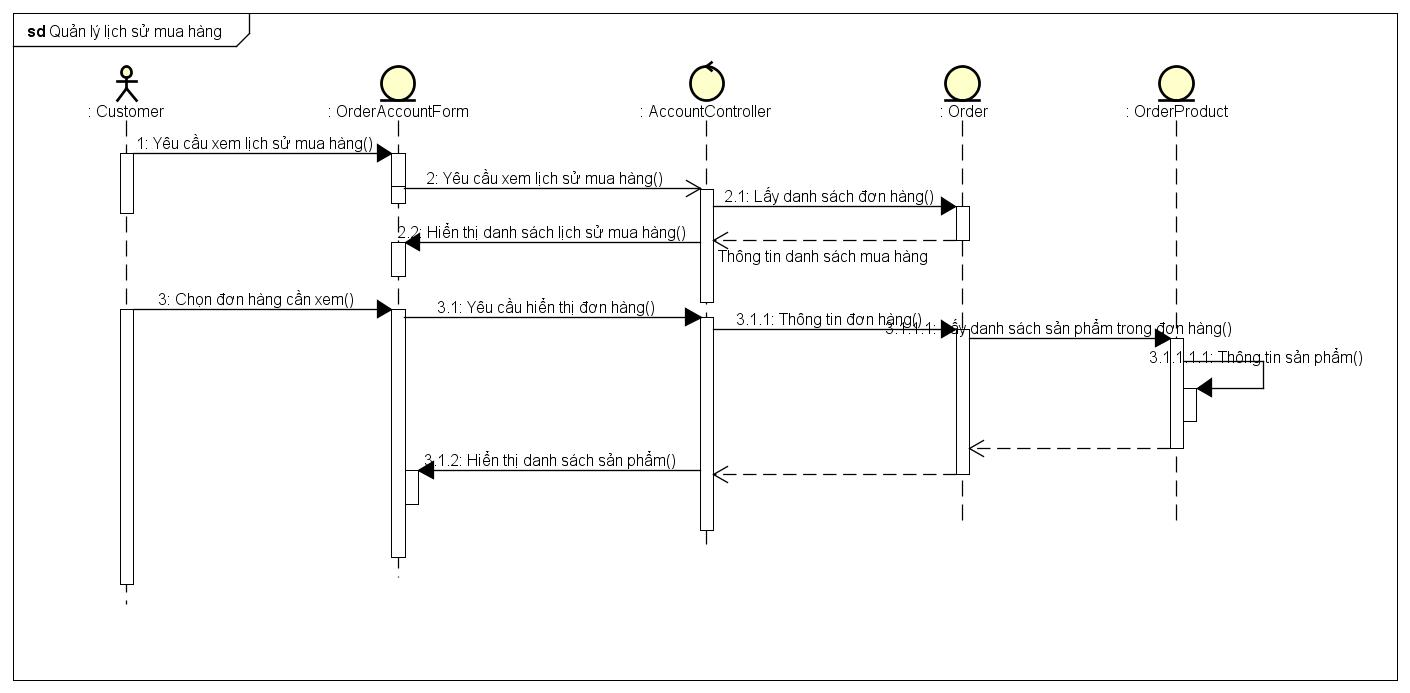 sd Quản lý lịch sử mua hàng
: Customer
: OrderAccountForm
: AccountController
: Order
: OrderProduct
1: Yêu cầu xem lịch sử mua hàng()
2: Yêu cầu xem lịch sử mua hàng()
2.1: Lấy danh sách đơn hàng()
2.2: Hiển thị danh sách lịch sử mua hàng()
Thông tin danh sách mua hàng
3: Chọn đơn hàng cần xem()
3.1: Yêu cầu hiển thị đơn hàng()
3.1.1: Thông tin đơn hàng()
3.1.1.1: Lấy danh sách sản phẩm trong đơn hàng()
3.1.1.1.1: Thông tin sản phẩm()
3.1.2: Hiển thị danh sách sản phẩm()